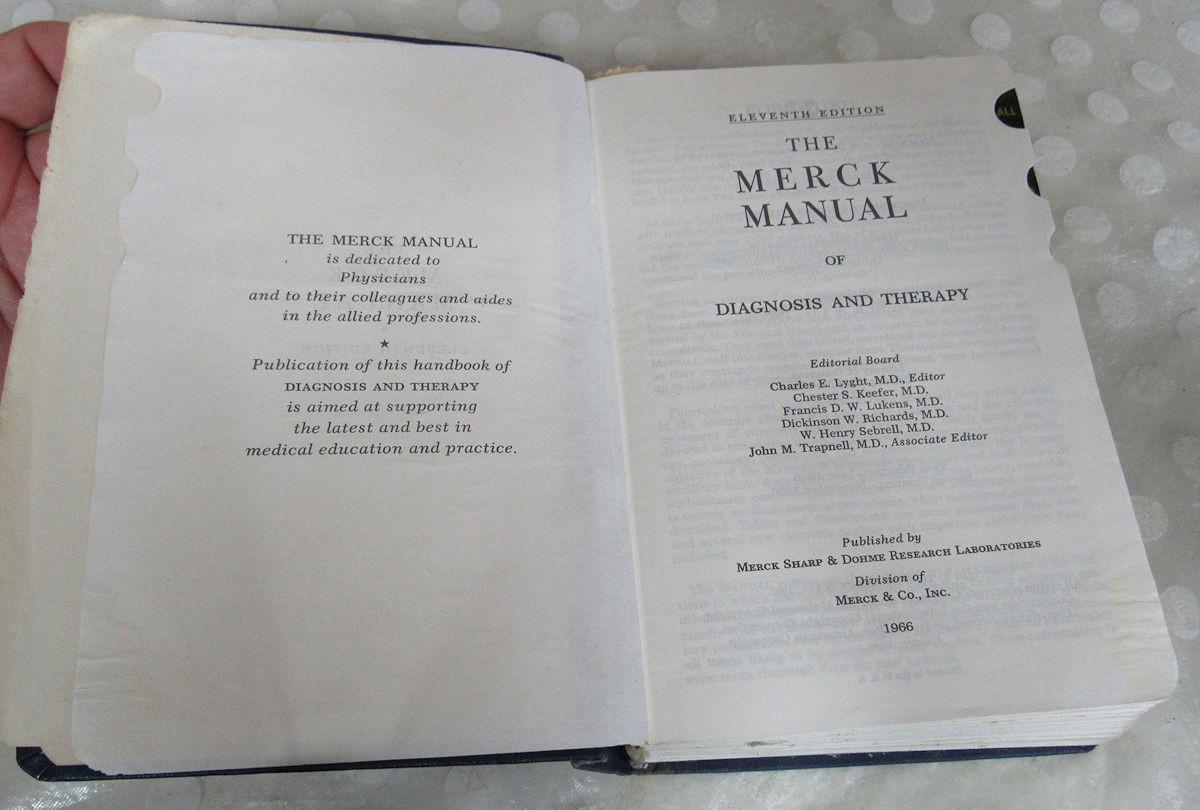 THE MERCK MANUAL
is dedicated to
Physicians
and to their colleagues and aides
in the allied professions.
★
Publication of this handbook of
DIAGNOSIS AND THERAPY
is aimed at supporting
the latest and best in
medical education and practice.
ELEVENTH EDITION
THE
MERCK
MANUAL
OF
DIAGNOSIS AND THERAPY
Editorial Board
Charles E. Lyght, M.D., Editor
Chester S. Keefer, M.D.
Francis D. W. Lukens, M.D.
Dickinson W. Richards, M.D.
W. Henry Sebrell, M.D.
John M. Trapnell, M.D., Associate Editor
Published by
MERCK SHARP & DOHME RESEARCH LABORATORIES
Division of
MERCK & CO., INC.
1966
ALL